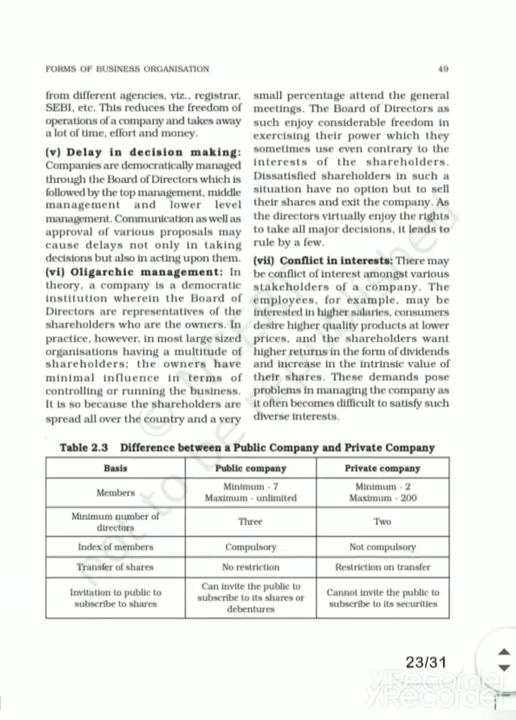 FORMS OF BUSINESS ORGANISATION
49
from different agencies, viz., registrar,
SEBI, etc. This reduces the freedom of
operations of a company and takes away
a lot of time, effort and money.
(v) Delay in decision making:
Companies are democratically managed
through the Board of Directors which is
followed by the top management, middle
management and lower level
management. Communication as well as
approval of various proposals may
cause delays not only in taking
decisions but also in acting upon them.
(vi) Oligarchic management: In
theory, a company is a democratic
institution wherein the Board of
Directors are representatives of the
shareholders who are the owners. In
practice, however, in most large sized
organisations having a multitude of
shareholders; the owners have
minimal influence in terms of
controlling or running the business.
It is so because the shareholders are
spread all over the country and a very
small percentage attend the general
meetings. The Board of Directors as
such enjoy considerable freedom in
exercising their power which they
sometimes use even contrary to the
interests of the shareholders.
Dissatisfied shareholders in such a
situation have no option but to sell
their shares and exit the company. As
the directors virtually enjoy the rights
to take all major decisions, it leads to
rule by a few.
(vii) Conflict in interests: There may
be conflict of interest amongst various
stakeholders of a company. The
employees, for example, may be
interested in higher salaries, consumers
desire higher quality products at lower
prices, and the shareholders want
higher returns in the form of dividends
and increase in the intrinsic value of
their shares. These demands pose
problems in managing the company as
it often becomes difficult to satisfy such
diverse interests.
Table 2.3 Difference between a Public Company and Private Company
Basis Public company Private company
Members Minimum - 7 Maximum - unlimited Minimum - 2 Maximum - 200
Minimum number of directors Three Two
Index of members Compulsory Not compulsory
Transfer of shares No restriction Restriction on transfer
Invitation to public to subscribe to shares Can invite the public to subscribe to its shares or debentures Cannot invite the public to subscribe to its securities
not to be republished
23/31
XRecorder
XRecorder